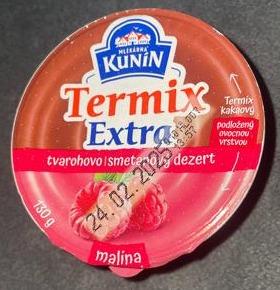 MLÉKÁRNA
KUNÍN
Termix
Extra
Termix
kakaový
podložený
ovocnou
vrstvou
tvarohovo smetanový dezert
24.02.2025
130 g
malina